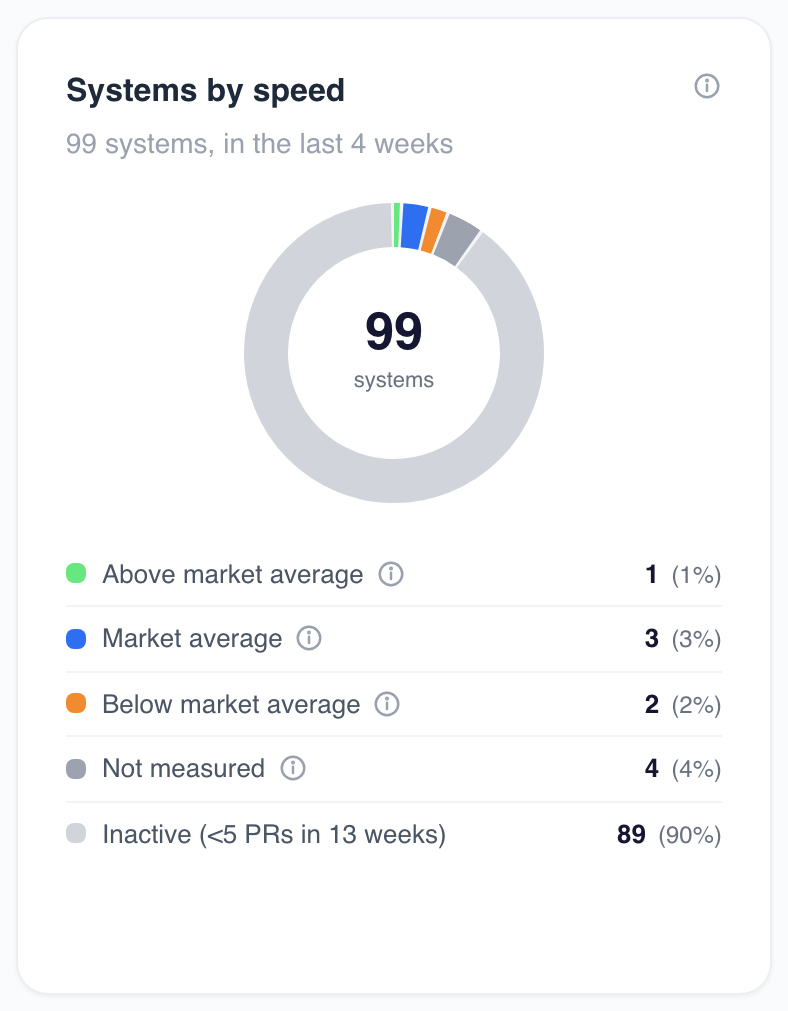 Systems by speed
99 systems, in the last 4 weeks
99
systems
Above market average 1 (1%)
Market average 3 (3%)
Below market average 2 (2%)
Not measured 4 (4%)
Inactive (<5 PRs in 13 weeks) 89 (90%)